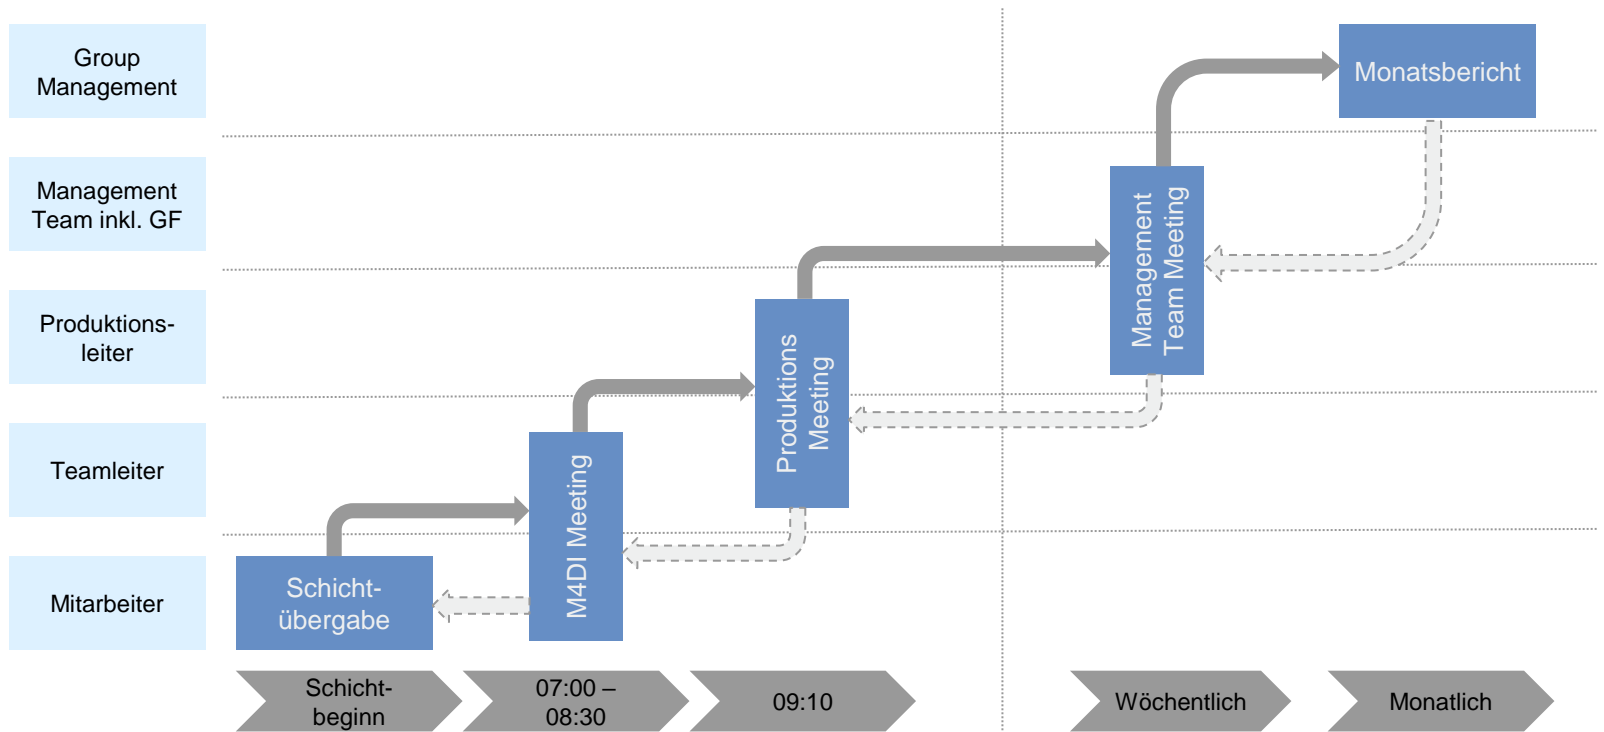 Group
Management
Monatsbericht
Management
Team inkl. GF
Management
Team Meeting
Produktions-
leiter
Produktions
Meeting
Teamleiter
M4DI Meeting
Mitarbeiter
Schicht-
übergabe
Schicht-
beginn
07:00 –
08:30
09:10
Wöchentlich
Monatlich